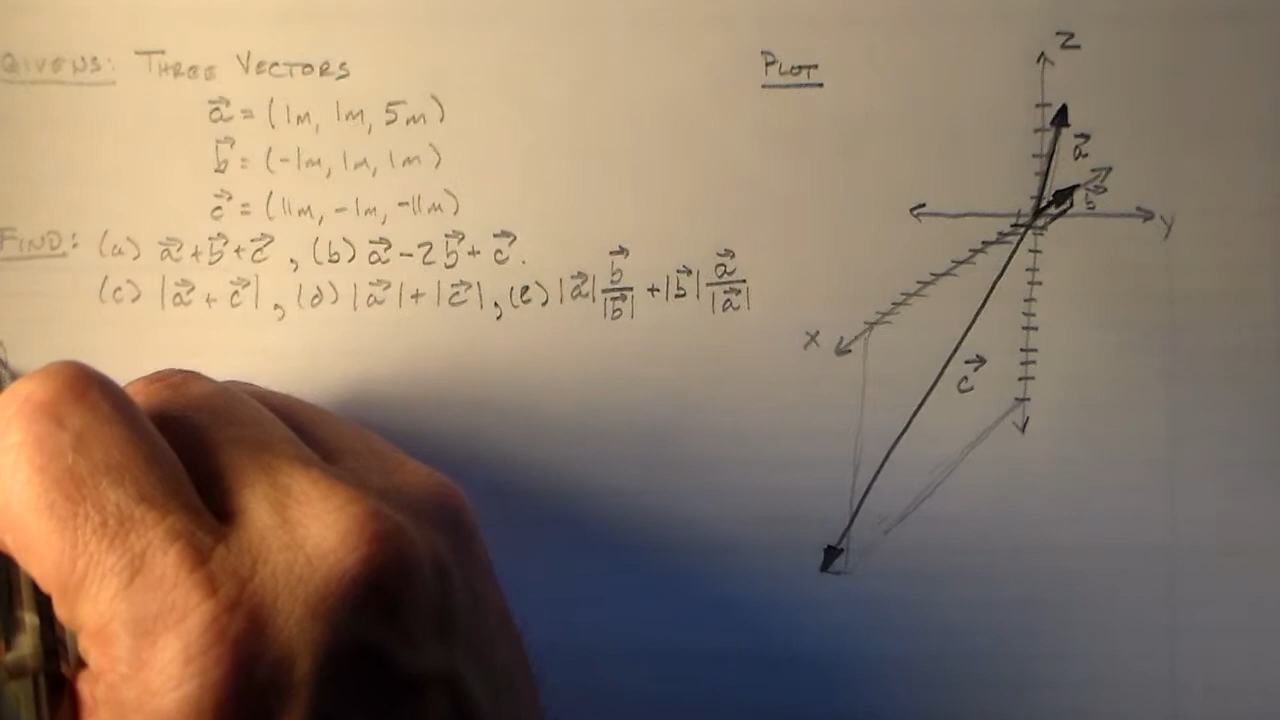 GIVENS: THREE VECTORS
a⃗ = (1m, 1m, 5m)
b⃗ = (-1m, 1m, 1m)
c⃗ = (11m, -1m, -11m)
FIND: (a) a⃗ + b⃗ + c⃗ , (b) a⃗ - 2b⃗ + c⃗.
(c) |a⃗ + c⃗| , (d) |a⃗| + |c⃗| , (e) |a⃗| b⃗/|b⃗| + |b⃗| a⃗/|a⃗|
PLOT
Z
a⃗
b⃗
Y
X
c⃗